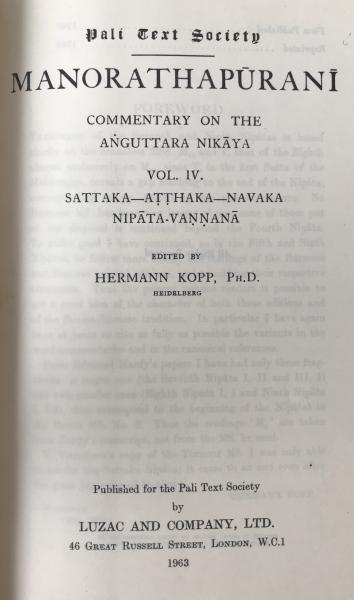 Pali Text Society
MANORATHAPŪRAṆĪ
COMMENTARY ON THE
AṄGUTTARA NIKĀYA
VOL. IV.
SATTAKA—AṬṬHAKA—NAVAKA
NIPĀTA-VAṆṆANĀ
EDITED BY
HERMANN KOPP, PH.D.
HEIDELBERG
Published for the Pali Text Society
by
LUZAC AND COMPANY, LTD.
46 GREAT RUSSELL STREET, LONDON, W.C.1
1963